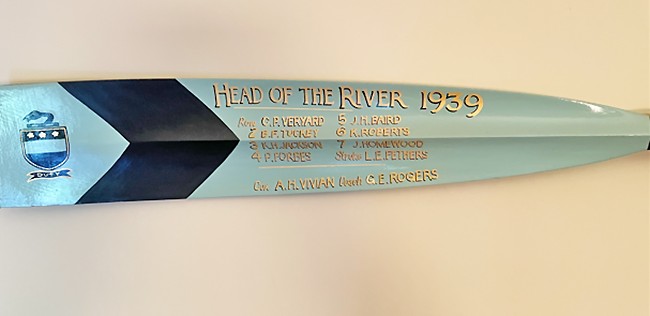 HEAD OF THE RIVER 1939
Bow C.P. VERYARD 5 J.H. BAIRD
2 B.F. TUCKEY 6 K. ROBERTS
3 K.H. JACKSON 7 J. HOMEWOOD
4 P. FORBES Stroke L.E. FETHERS
Cox A.H. VIVIAN Coach G.E. ROGERS